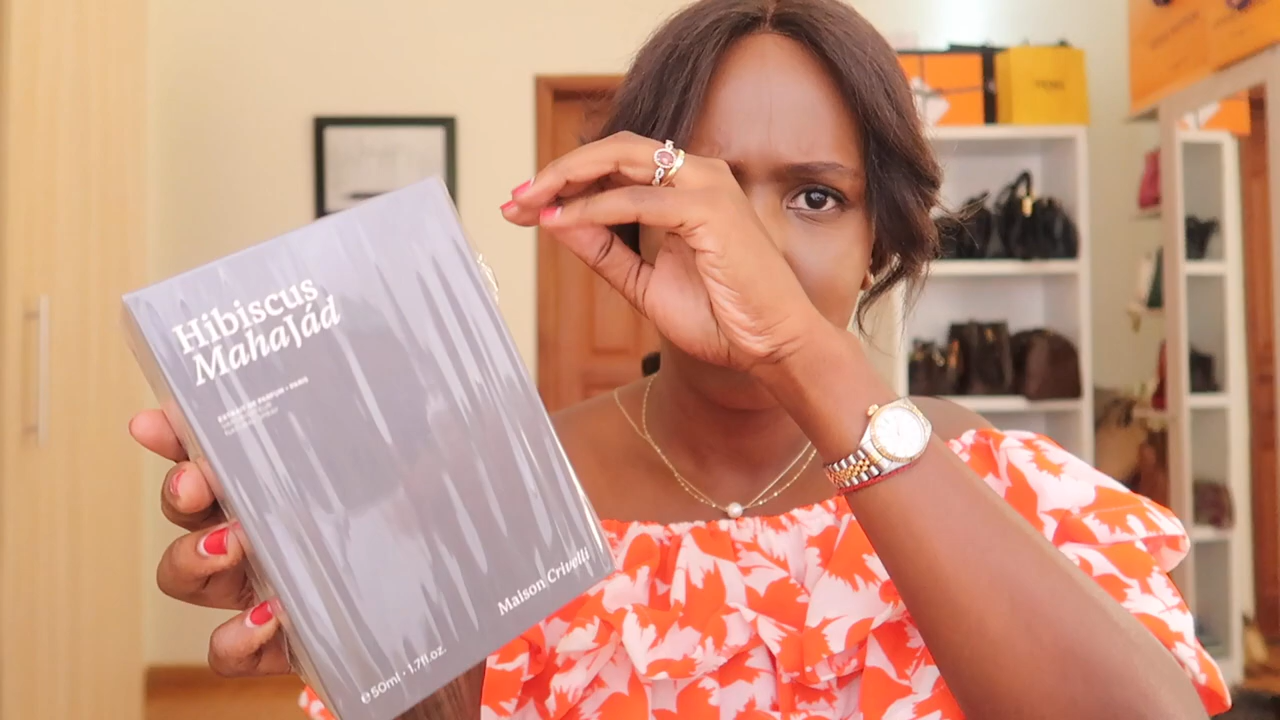 Hibiscus
MahaJád
EXTRAIT DE PARFUM • PARIS
Maison Crivelli
e 50ml • 1.7fl.oz.